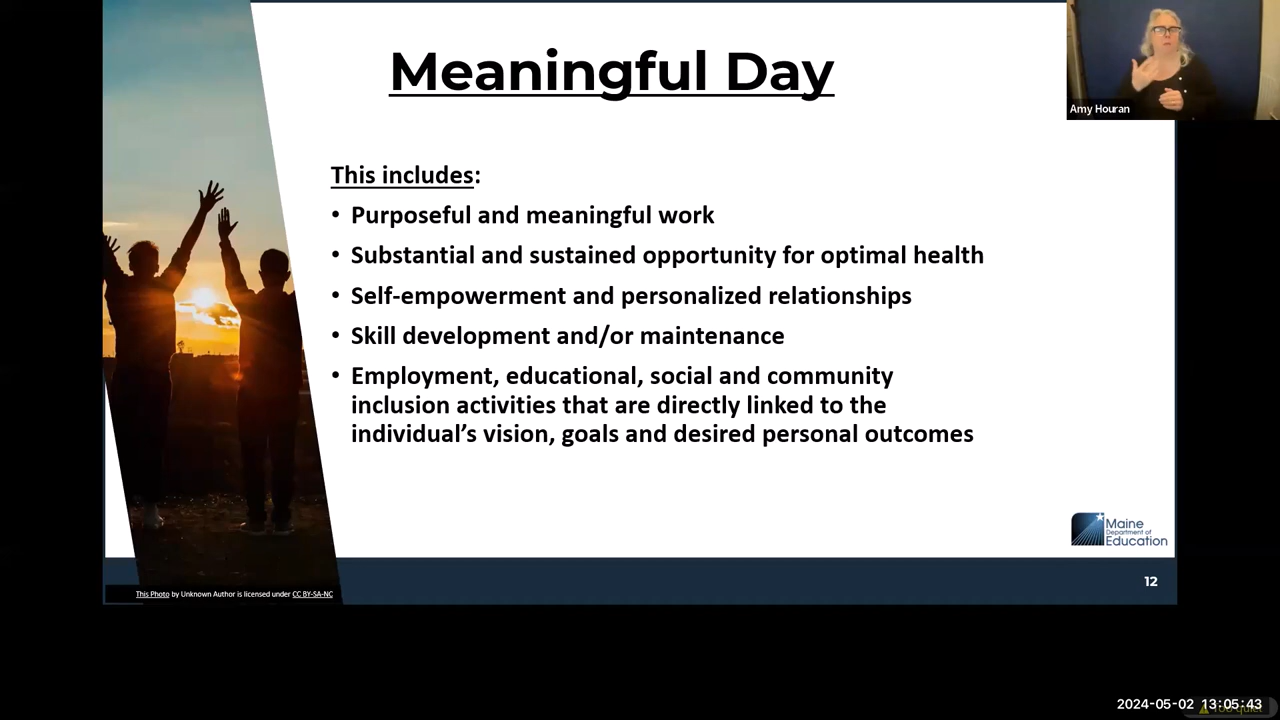 Meaningful Day
Amy Houran
This includes:
• Purposeful and meaningful work
• Substantial and sustained opportunity for optimal health
• Self-empowerment and personalized relationships
• Skill development and/or maintenance
• Employment, educational, social and community
inclusion activities that are directly linked to the
individual’s vision, goals and desired personal outcomes
Maine
Department of
Education
12
This Photo by Unknown Author is licensed under CC BY-SA-NC
2024-05-02 13:05:43